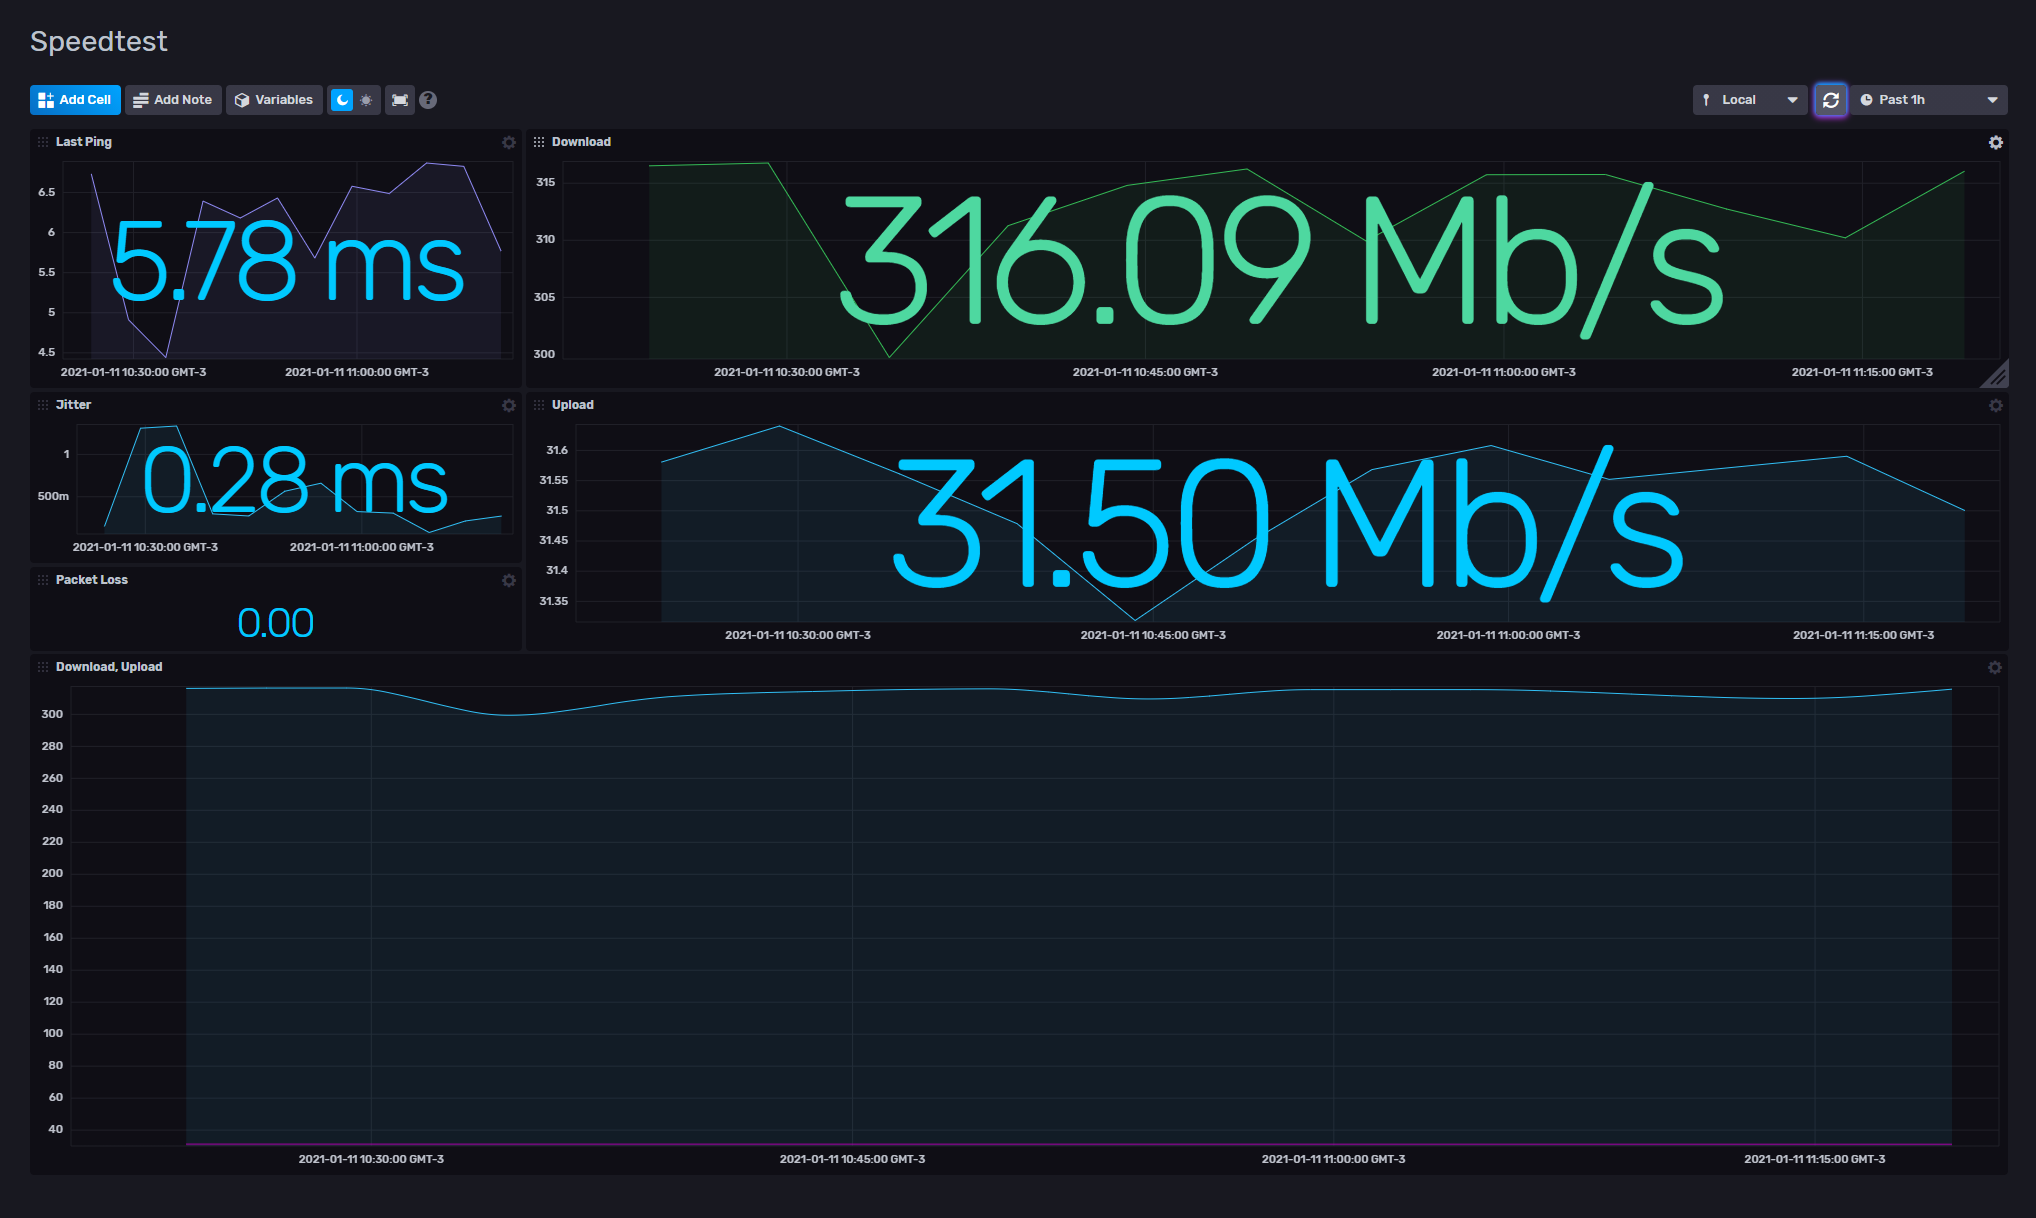 Speedtest
Add Cell Add Note Variables ? Local Past 1h
Last Ping
6.5
6
5.5
5
4.5
5.78 ms
2021-01-11 10:30:00 GMT-3 2021-01-11 11:00:00 GMT-3
Download
315
310
305
300
316.09 Mb/s
2021-01-11 10:30:00 GMT-3 2021-01-11 10:45:00 GMT-3 2021-01-11 11:00:00 GMT-3 2021-01-11 11:15:00 GMT-3
Jitter
1
500m
0.28 ms
2021-01-11 10:30:00 GMT-3 2021-01-11 11:00:00 GMT-3
Packet Loss
0.00
Upload
31.6
31.55
31.5
31.45
31.4
31.35
31.50 Mb/s
2021-01-11 10:30:00 GMT-3 2021-01-11 10:45:00 GMT-3 2021-01-11 11:00:00 GMT-3 2021-01-11 11:15:00 GMT-3
Download, Upload
300
280
260
240
220
200
180
160
140
120
100
80
60
40
2021-01-11 10:30:00 GMT-3 2021-01-11 10:45:00 GMT-3 2021-01-11 11:00:00 GMT-3 2021-01-11 11:15:00 GMT-3